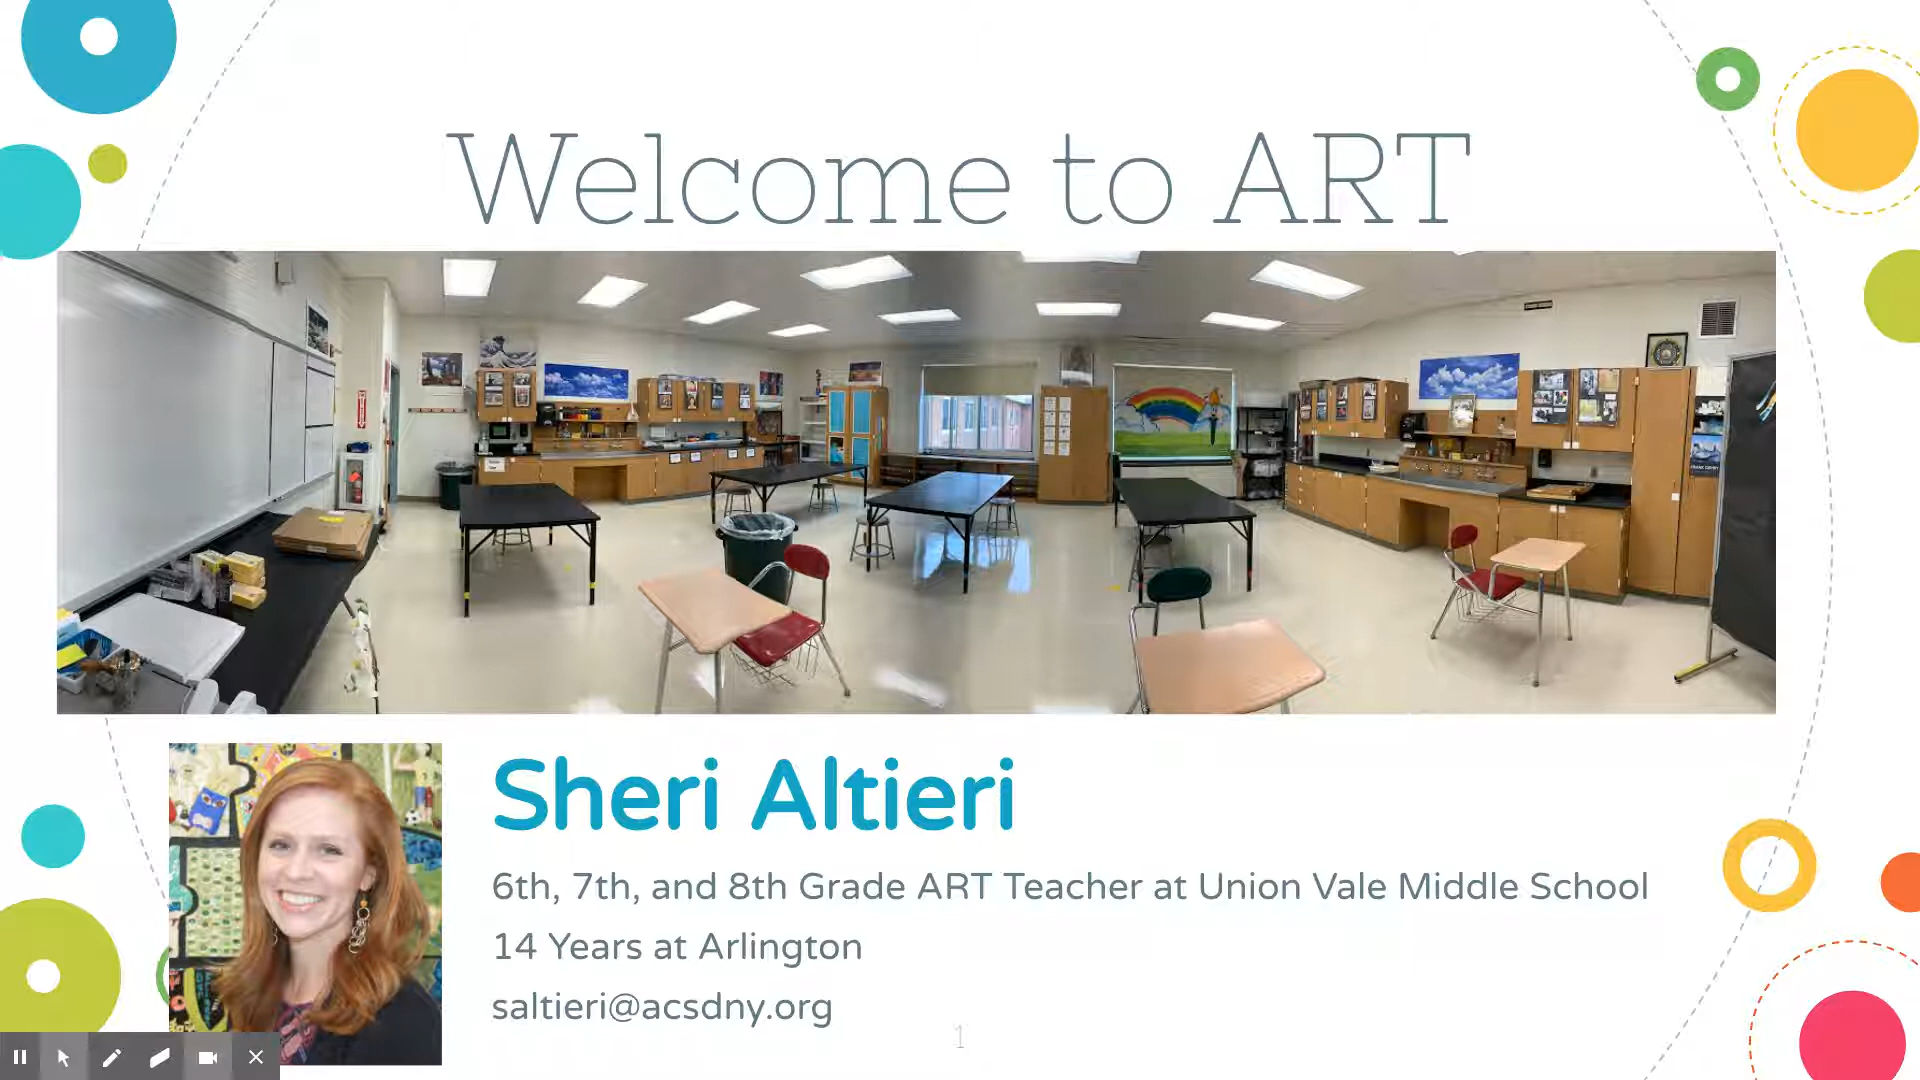 Welcome to ART
Sheri Altieri
6th, 7th, and 8th Grade ART Teacher at Union Vale Middle School
14 Years at Arlington
saltieri@acsdny.org
1